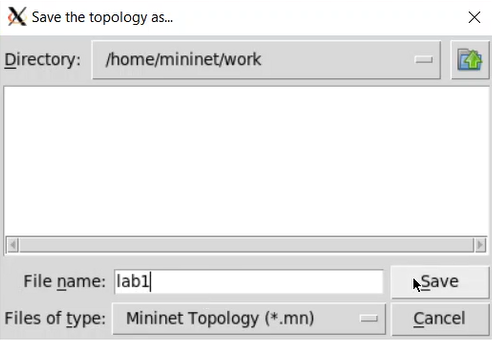 Save the topology as...
Directory: /home/mininet/work
File name: lab1 Save
Files of type: Mininet Topology (*.mn) Cancel